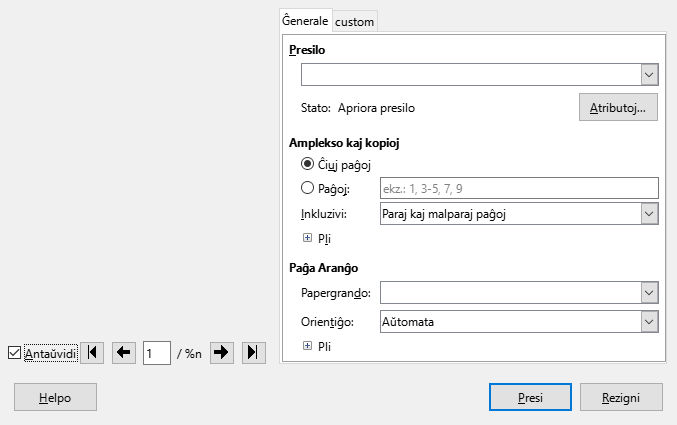 Ĝenerale custom
Presilo
Stato: Apriora presilo Atributoj...
Amplekso kaj kopioj
Ĉiuj paĝoj
Paĝoj: ekz.: 1, 3-5, 7, 9
Inkluzivi: Paraj kaj malparaj paĝoj
Pli
Paĝa Aranĝo
Papergrando:
Orientiĝo: Aŭtomata
Pli
Antaŭvidi 1 / %n
Helpo Presi Rezigni